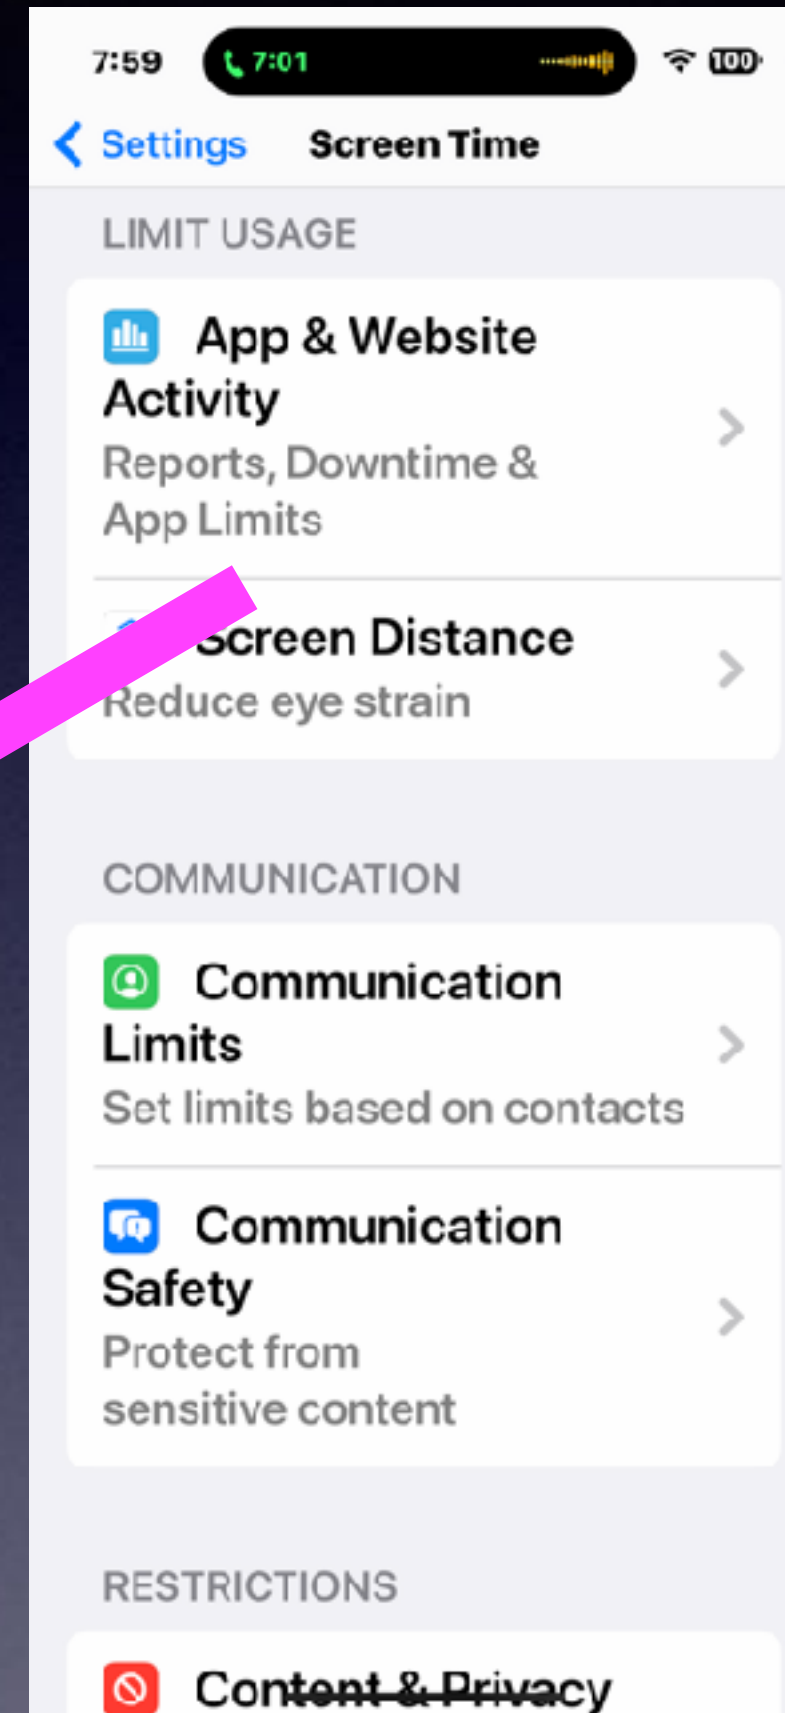 7:59 7:01 100
Settings Screen Time
LIMIT USAGE
App & Website
Activity
Reports, Downtime &
App Limits
Screen Distance
Reduce eye strain
COMMUNICATION
Communication
Limits
Set limits based on contacts
Communication
Safety
Protect from
sensitive content
RESTRICTIONS
Content & Privacy